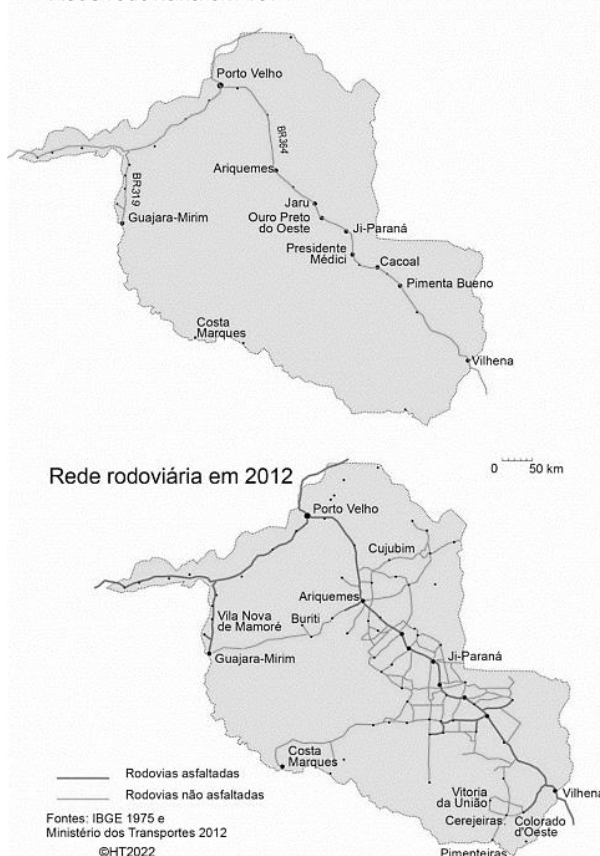 Porto Velho
BR364
Ariquemes
BR319
Jaru
Ouro Preto
do Oeste
Guajara-Mirim
Ji-Paraná
Presidente
Médici
Cacoal
Pimenta Bueno
Costa
Marques
Vilhena
0 50 km
Rede rodoviária em 2012
Porto Velho
Cujubim
Ariquemes
Vila Nova
de Mamoré
Buriti
Guajara-Mirim
Ji-Paraná
Costa
Marques
Rodovias asfaltadas
Rodovias não asfaltadas
Vitoria
da União
Vilhena
Cerejeiras
Colorado
d'Oeste
Pimenteiras
Fontes: IBGE 1975 e
Ministério dos Transportes 2012
©HT2022